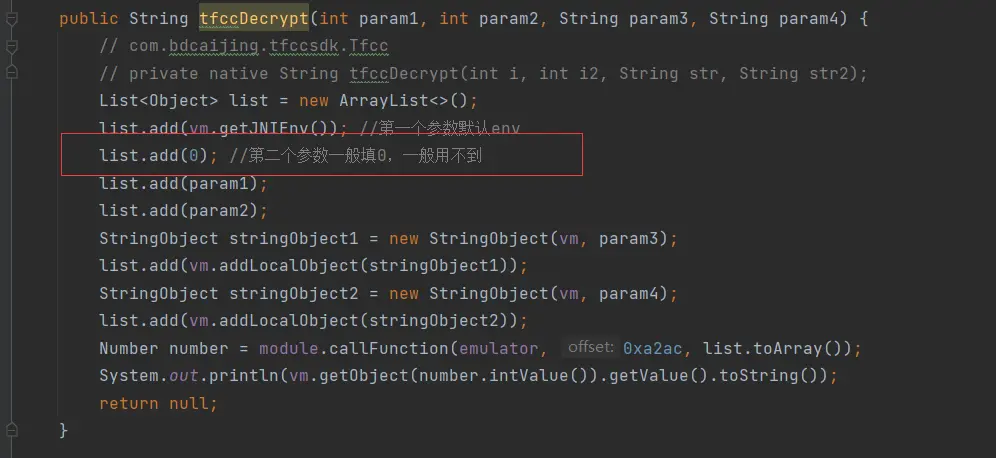 public String tfccDecrypt(int param1, int param2, String param3, String param4) {
// com.bdcaijing.tfccsdk.Tfcc
// private native String tfccDecrypt(int i, int i2, String str, String str2);
List<Object> list = new ArrayList<>();
list.add(vm.getJNIEnv()); //第一个参数默认env
list.add(0); //第二个参数一般填0，一般用不到
list.add(param1);
list.add(param2);
StringObject stringObject1 = new StringObject(vm, param3);
list.add(vm.addLocalObject(stringObject1));
StringObject stringObject2 = new StringObject(vm, param4);
list.add(vm.addLocalObject(stringObject2));
Number number = module.callFunction(emulator, offset: 0xa2ac, list.toArray());
System.out.println(vm.getObject(number.intValue()).getValue().toString());
return null;
}